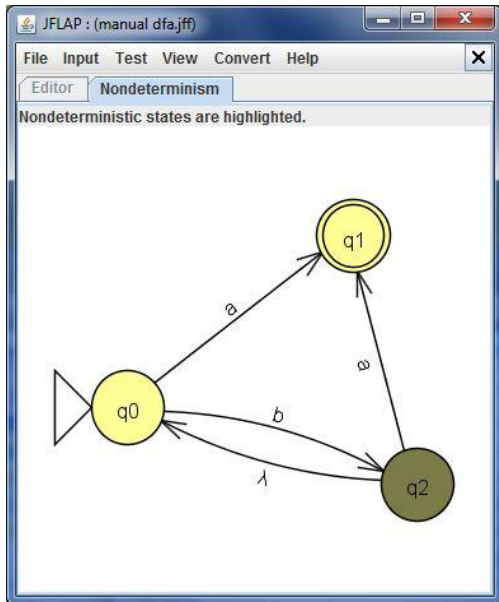 JFLAP : (manual dfa.jff)
File Input Test View Convert Help
Editor Nondeterminism
Nondeterministic states are highlighted.
q1
a
a
q0
b
λ
q2